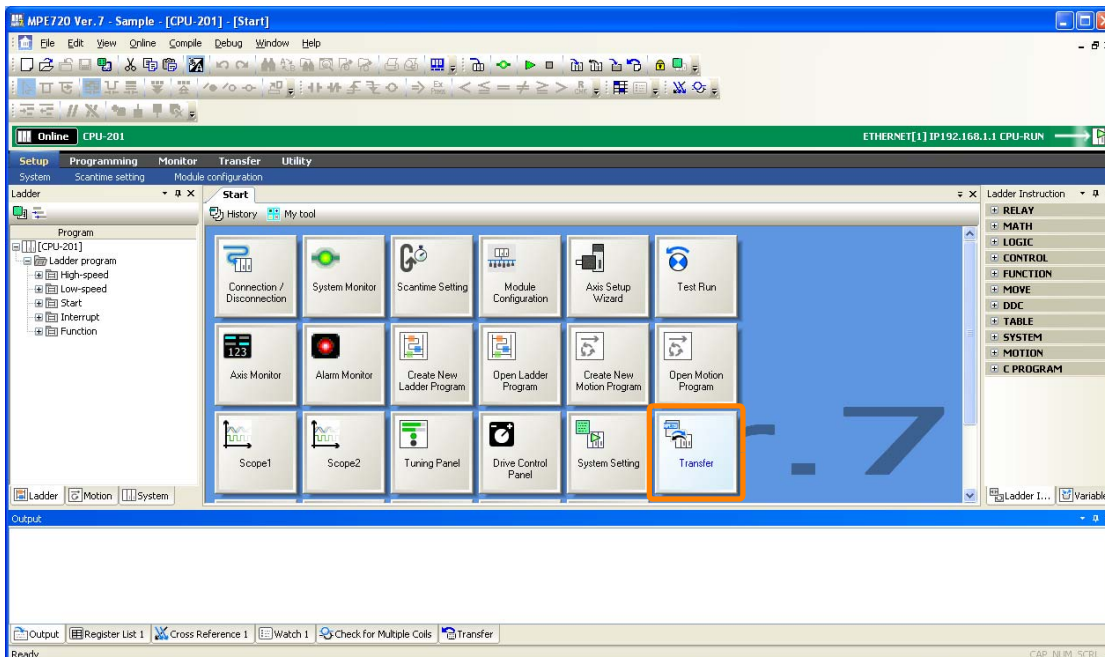 MPE720 Ver. 7 - Sample - [CPU-201] - [Start]
File Edit View Online Compile Debug Window Help
Online CPU-201 ETHERNET[1] IP192.168.1.1 CPU-RUN
Setup Programming Monitor Transfer Utility
System Scantime setting Module configuration
Ladder
Start
Ladder Instruction
History My tool
Program
[CPU-201]
Ladder program
High-speed
Low-speed
Start
Interrupt
Function
Connection / Disconnection
System Monitor
Scantime Setting
Module Configuration
Axis Setup Wizard
Test Run
123
Axis Monitor
Alarm Monitor
Create New Ladder Program
Open Ladder Program
Create New Motion Program
Open Motion Program
Scope1
Scope2
Tuning Panel
Drive Control Panel
System Setting
Transfer
r.7
RELAY
MATH
LOGIC
CONTROL
FUNCTION
MOVE
DDC
TABLE
SYSTEM
MOTION
C PROGRAM
Ladder Motion System
Ladder I... Variable
Output
Output Register List 1 Cross Reference 1 Watch 1 Check for Multiple Coils Transfer
Ready CAP NUM SCRL